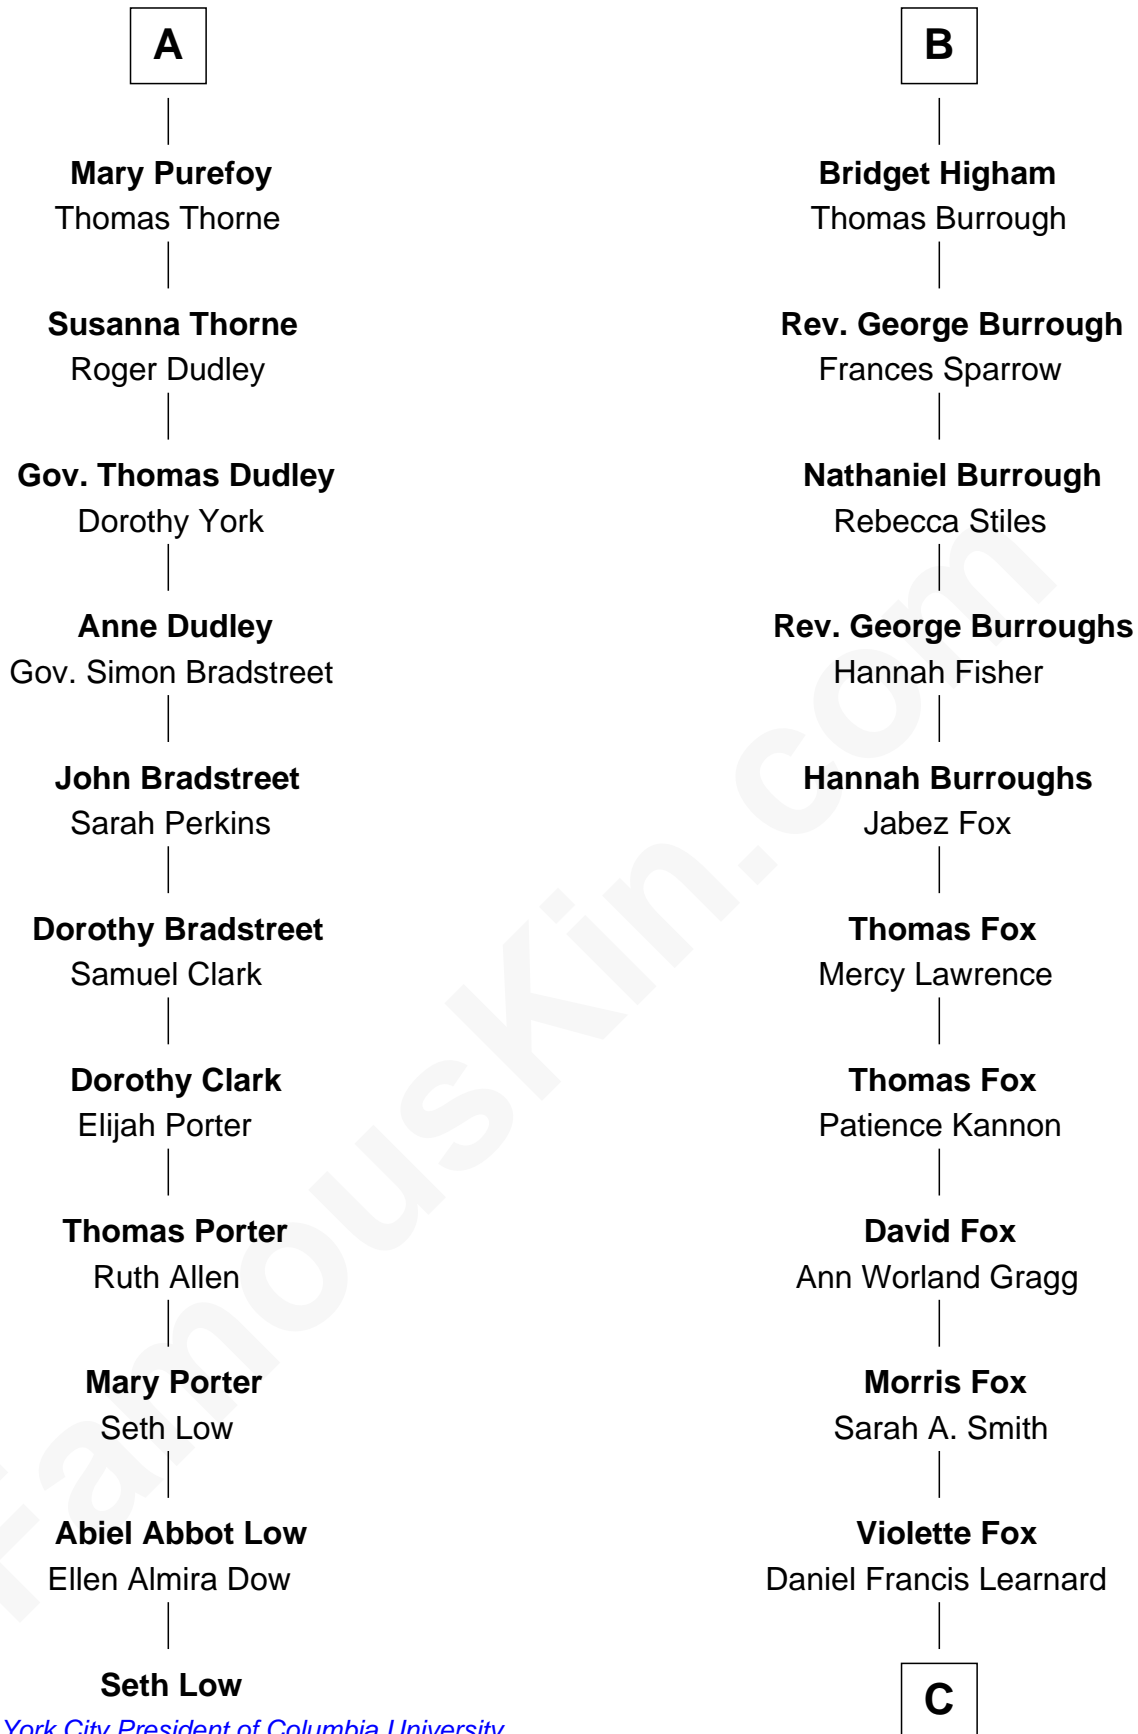 A
Mary Purefoy
Thomas Thorne
Susanna Thorne
Roger Dudley
Gov. Thomas Dudley
Dorothy York
Anne Dudley
Gov. Simon Bradstreet
John Bradstreet
Sarah Perkins
Dorothy Bradstreet
Samuel Clark
Dorothy Clark
Elijah Porter
Thomas Porter
Ruth Allen
Mary Porter
Seth Low
Abiel Abbot Low
Ellen Almira Dow
Seth Low
York City President of Columbia University
B
Bridget Higham
Thomas Burrough
Rev. George Burrough
Frances Sparrow
Nathaniel Burrough
Rebecca Stiles
Rev. George Burroughs
Hannah Fisher
Hannah Burroughs
Jabez Fox
Thomas Fox
Mercy Lawrence
Thomas Fox
Patience Kannon
David Fox
Ann Worland Gragg
Morris Fox
Sarah A. Smith
Violette Fox
Daniel Francis Learnard
C
FamousKin.com